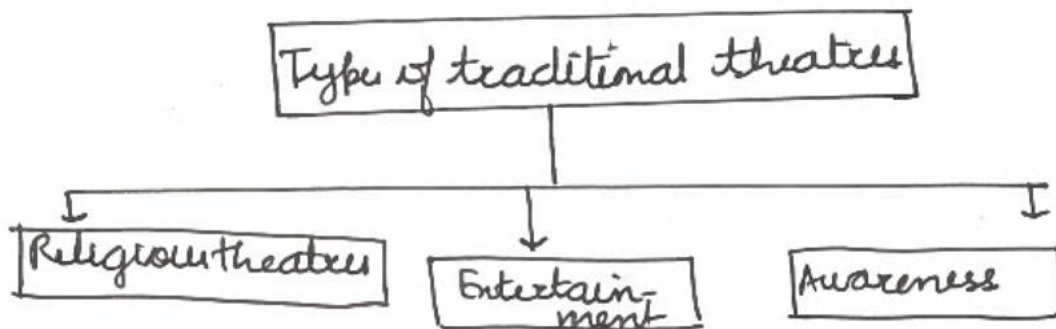 Type of traditional theatres
Religious theatres
Entertain-
ment
Awareness